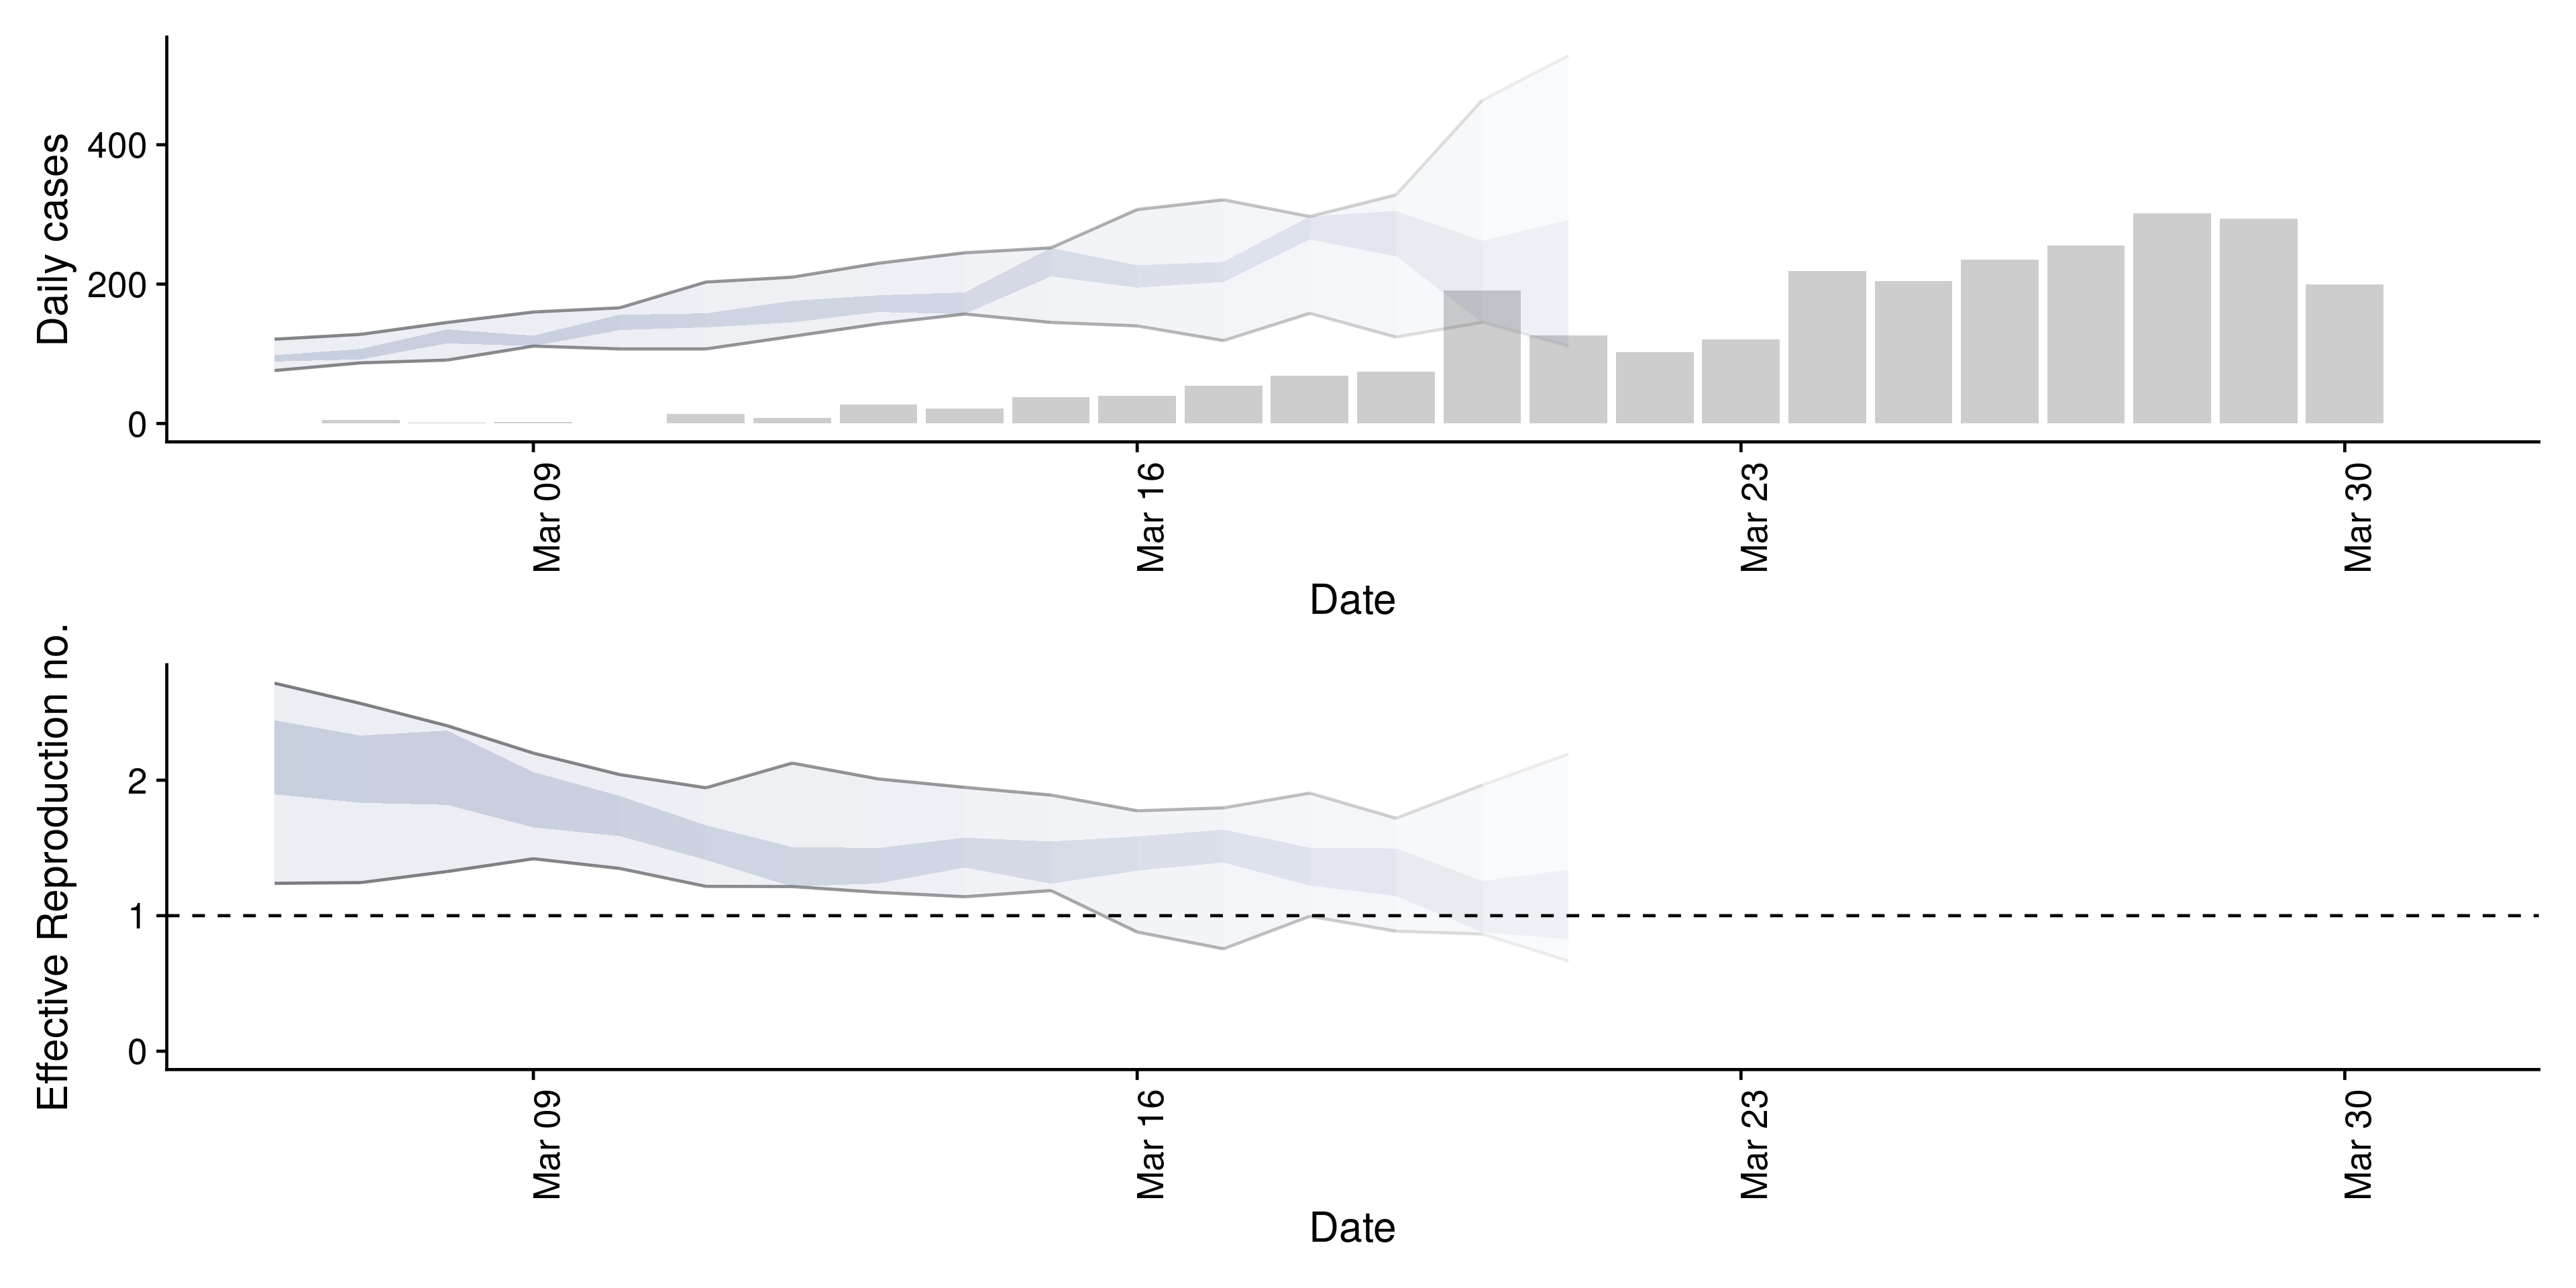 Daily cases
400
200
0
Mar 09
Mar 16
Mar 23
Mar 30
Date
Effective Reproduction no.
2
1
0
Mar 09
Mar 16
Mar 23
Mar 30
Date